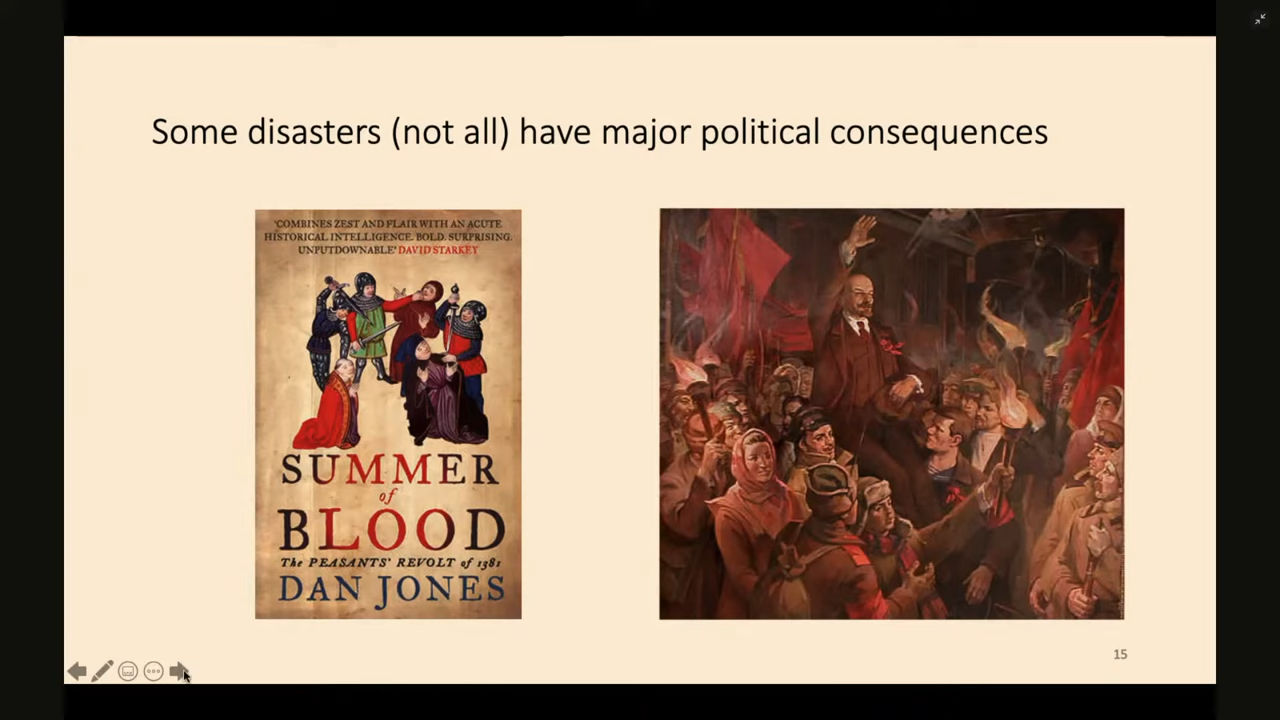 Some disasters (not all) have major political consequences
'COMBINES ZEST AND FLAIR WITH AN ACUTE
HISTORICAL INTELLIGENCE. BOLD. SURPRISING.
UNPUTDOWNABLE' DAVID STARKEY
SUMMER
of
BLOOD
The PEASANTS' REVOLT of 1381
DAN JONES
15